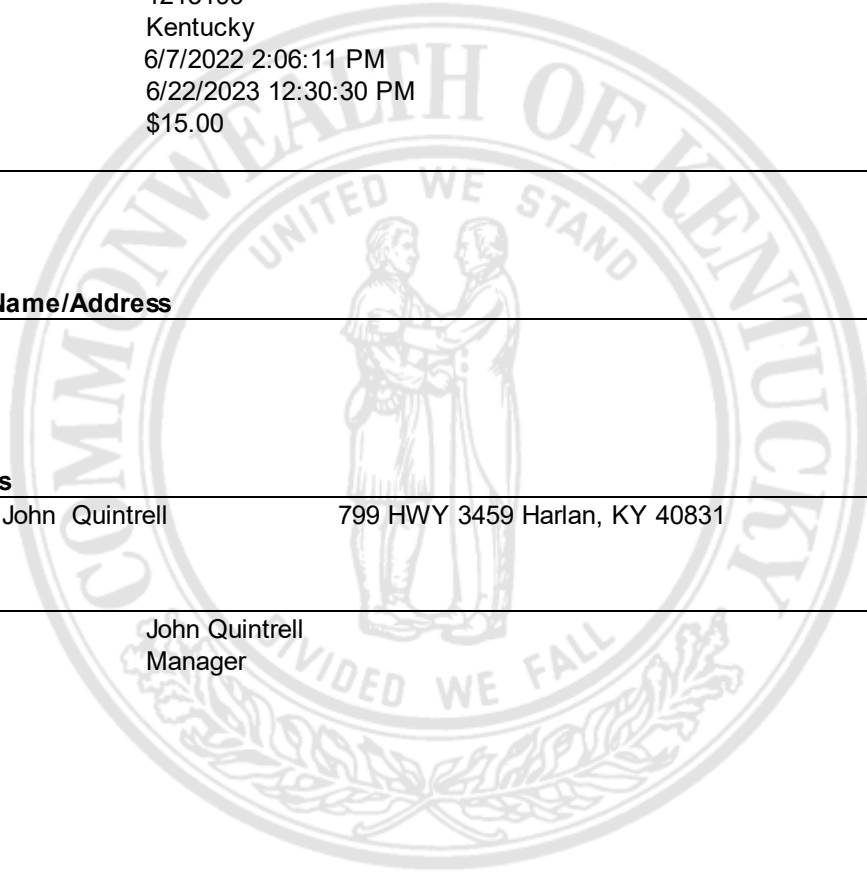 Kentucky
6/7/2022 2:06:11 PM
6/22/2023 12:30:30 PM
$15.00
COMMONWEALTH OF KENTUCKY
UNITED WE STAND
Name/Address
s
John Quintrell 799 HWY 3459 Harlan, KY 40831
John Quintrell
Manager
DIVIDED WE FALL